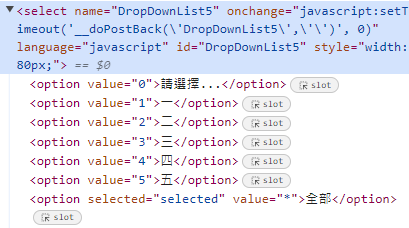 <select name="DropDownList5" onchange="javascript:setT
imeout('__doPostBack(\'DropDownList5\',\'\')', 0)"
language="javascript" id="DropDownList5" style="width:
80px;"> == $0
<option value="0">請選擇...</option> slot
<option value="1">一</option> slot
<option value="2">二</option> slot
<option value="3">三</option> slot
<option value="4">四</option> slot
<option value="5">五</option> slot
<option selected="selected" value="*">全部</option>
slot